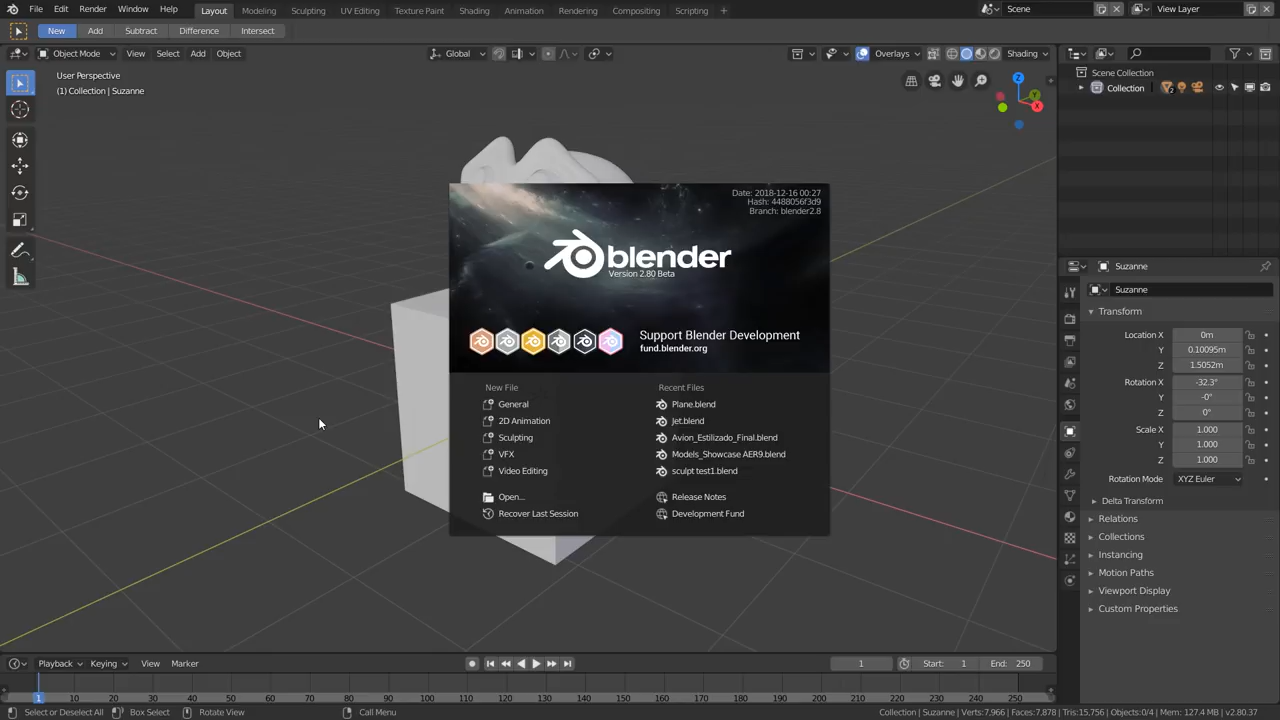 File Edit Render Window Help Layout Modeling Sculpting UV Editing Texture Paint Shading Animation Rendering Compositing Scripting + Scene View Layer
New Add Subtract Difference Intersect
Object Mode View Select Add Object Global Overlays Shading
User Perspective
(1) Collection | Suzanne
Z
Y
X
Scene Collection
Collection 2
Date: 2018-12-16 00:27
Hash: 4488056f3d9
Branch: blender2.8
blender
Version 2.80 Beta
Support Blender Development
fund.blender.org
New File Recent Files
General Plane.blend
2D Animation Jet.blend
Sculpting Avion_Estilizado_Final.blend
VFX Models_Showcase AER9.blend
Video Editing sculpt test1.blend
Open... Release Notes
Recover Last Session Development Fund
Suzanne
Suzanne
Transform
Location X 0m
Y 0.10095m
Z 1.5052m
Rotation X -32.3°
Y -0°
Z 0°
Scale X 1.000
Y 1.000
Z 1.000
Rotation Mode XYZ Euler
Delta Transform
Relations
Collections
Instancing
Motion Paths
Viewport Display
Custom Properties
Playback Keying View Marker 1 Start: 1 End: 250
1 10 20 30 40 50 60 70 80 90 100 110 120 130 140 150 160 170 180 190 200 210 220 230 240 250
Select or Deselect All Box Select Rotate View Call Menu Collection | Suzanne | Verts:7,966 | Faces:7,878 | Tris:15,756 | Objects:0/4 | Mem: 127.4 MB | v2.80.37